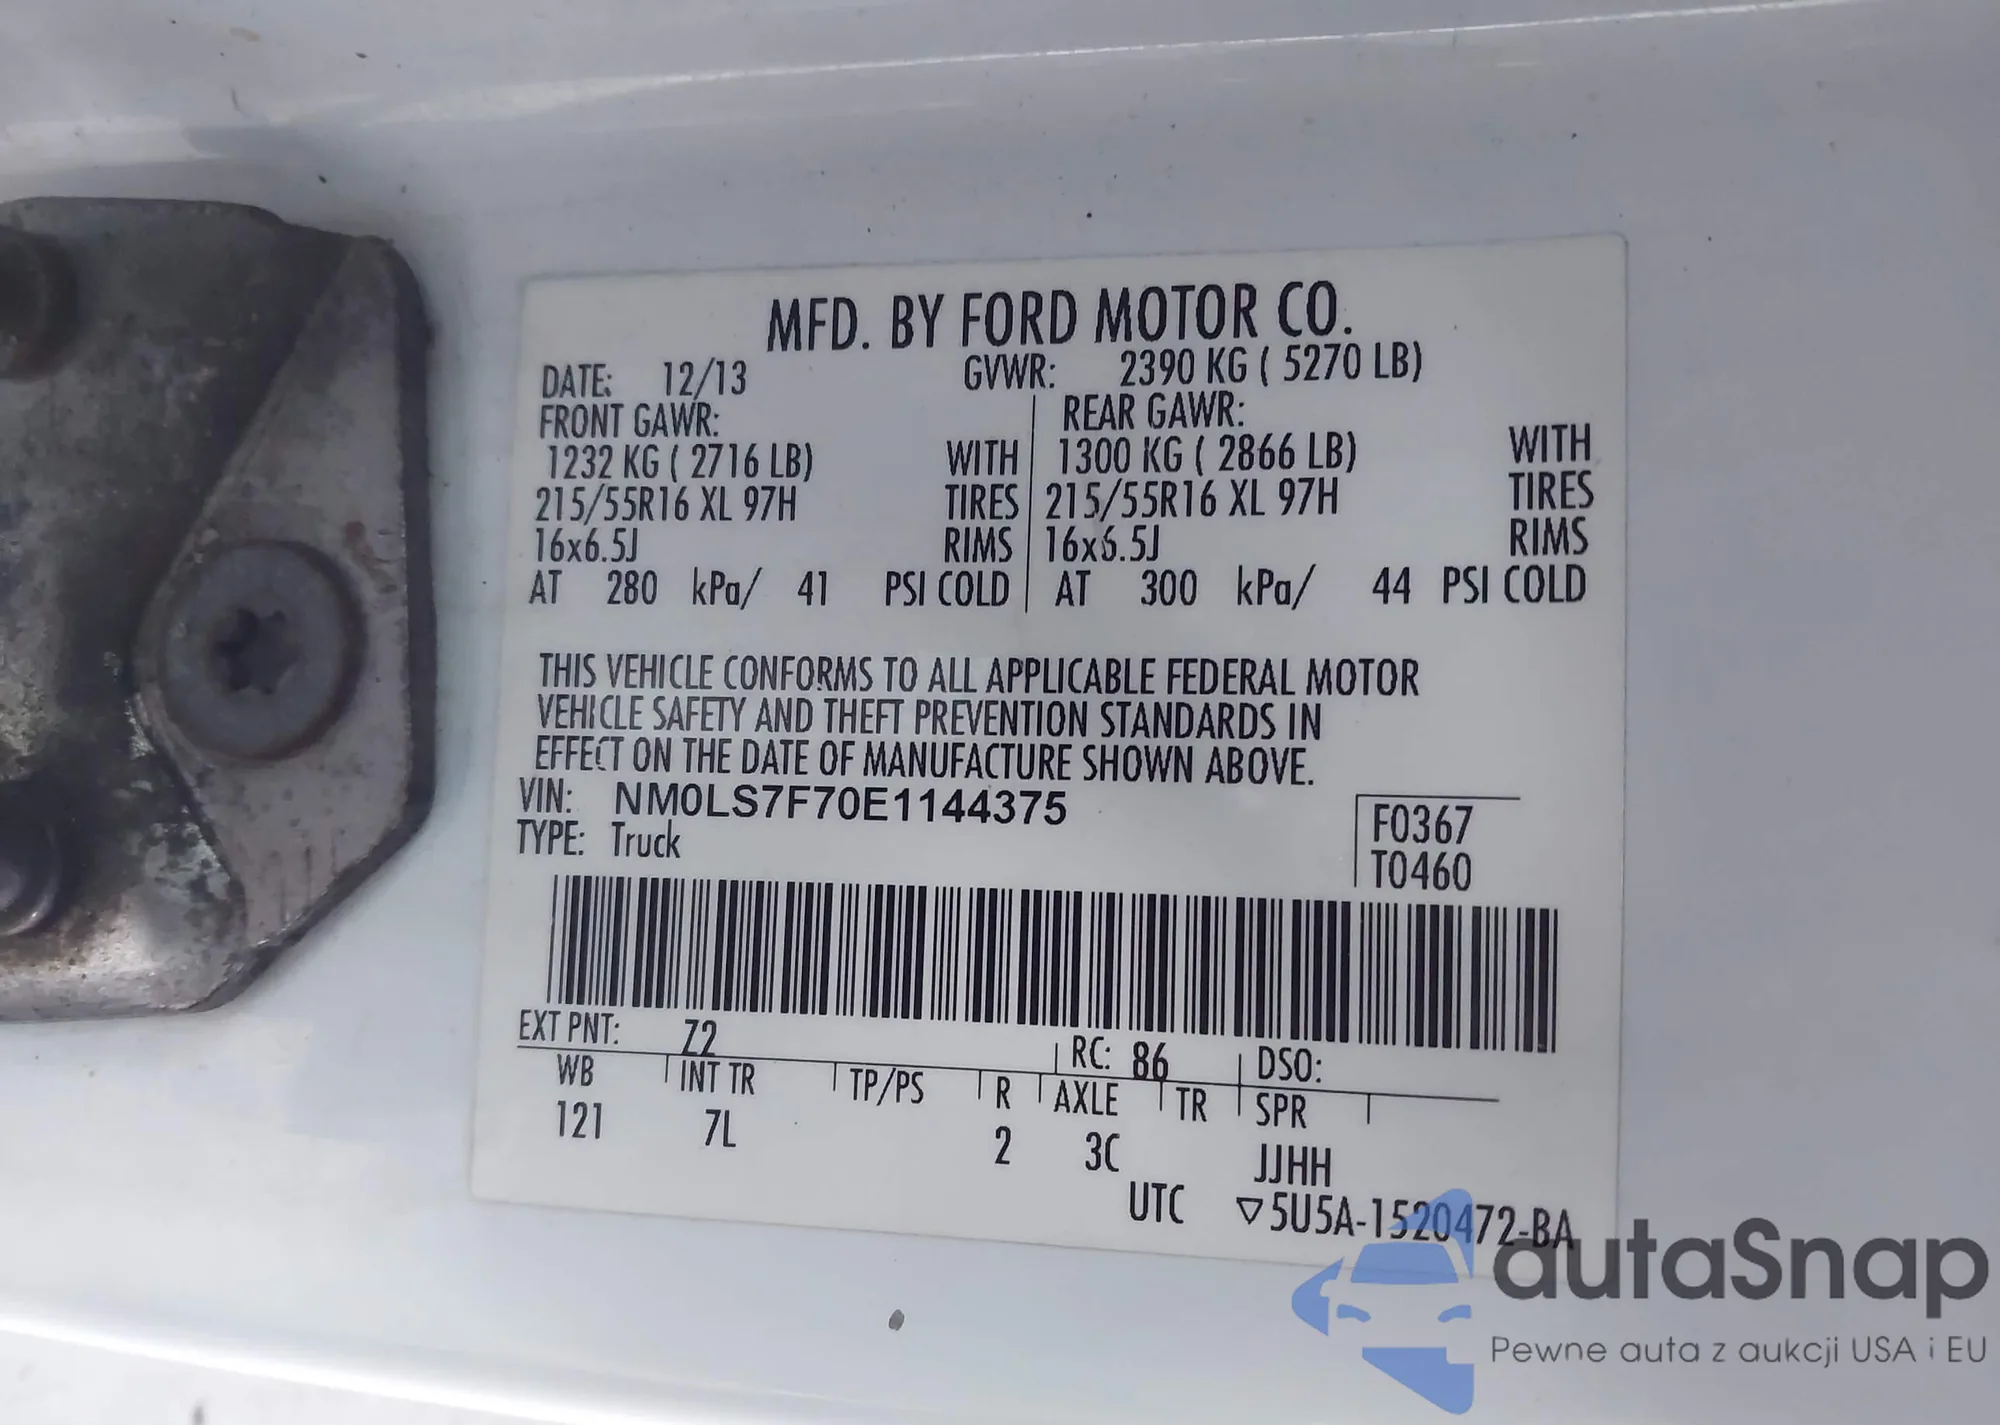 MFD. BY FORD MOTOR CO.
DATE: 12/13 GVWR: 2390 KG ( 5270 LB)
FRONT GAWR: REAR GAWR:
1232 KG ( 2716 LB) WITH 1300 KG ( 2866 LB) WITH
215/55R16 XL 97H TIRES 215/55R16 XL 97H TIRES
16x6.5J RIMS 16x6.5J RIMS
AT 280 kPa/ 41 PSI COLD AT 300 kPa/ 44 PSI COLD
THIS VEHICLE CONFORMS TO ALL APPLICABLE FEDERAL MOTOR
VEHICLE SAFETY AND THEFT PREVENTION STANDARDS IN
EFFECT ON THE DATE OF MANUFACTURE SHOWN ABOVE.
VIN: NM0LS7F70E1144375
TYPE: Truck
F0367
T0460
EXT PNT: Z2 RC: 86 DSO:
WB INT TR TP/PS R AXLE TR SPR
121 7L 2 3C JJHH
UTC ▽5U5A-1520472-BA
autaSnap
Pewne auta z aukcji USA i EU